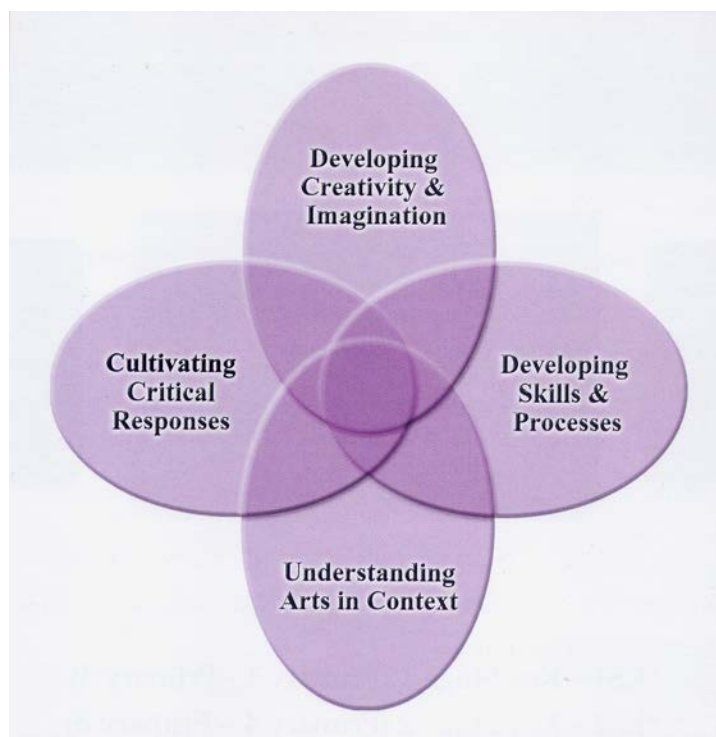 Developing
Creativity &
Imagination
Cultivating
Critical
Responses
Developing
Skills &
Processes
Understanding
Arts in Context